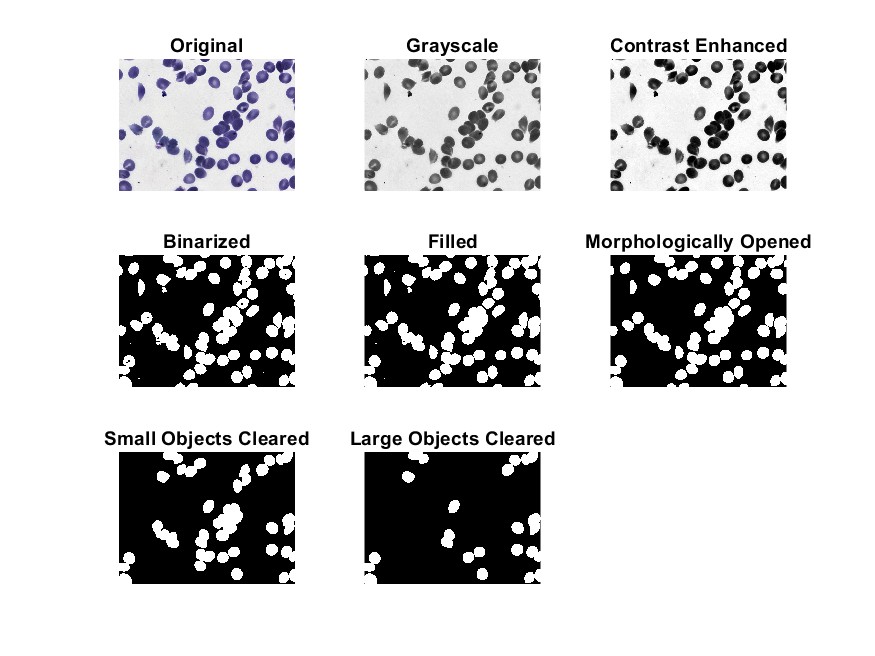 Original
Grayscale
Contrast Enhanced
Binarized
Filled
Morphologically Opened
Small Objects Cleared
Large Objects Cleared